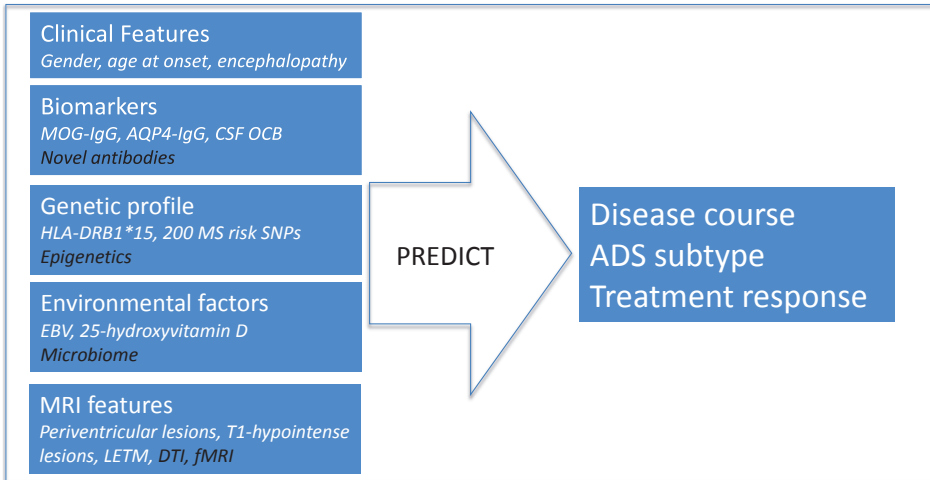 Clinical Features
Gender, age at onset, encephalopathy
Biomarkers
MOG-IgG, AQP4-IgG, CSF OCB
Novel antibodies
Genetic profile
HLA-DRB1*15, 200 MS risk SNPs
Epigenetics
Environmental factors
EBV, 25-hydroxyvitamin D
Microbiome
MRI features
Periventricular lesions, T1-hypointense
lesions, LETM, DTI, fMRI
PREDICT
Disease course
ADS subtype
Treatment response